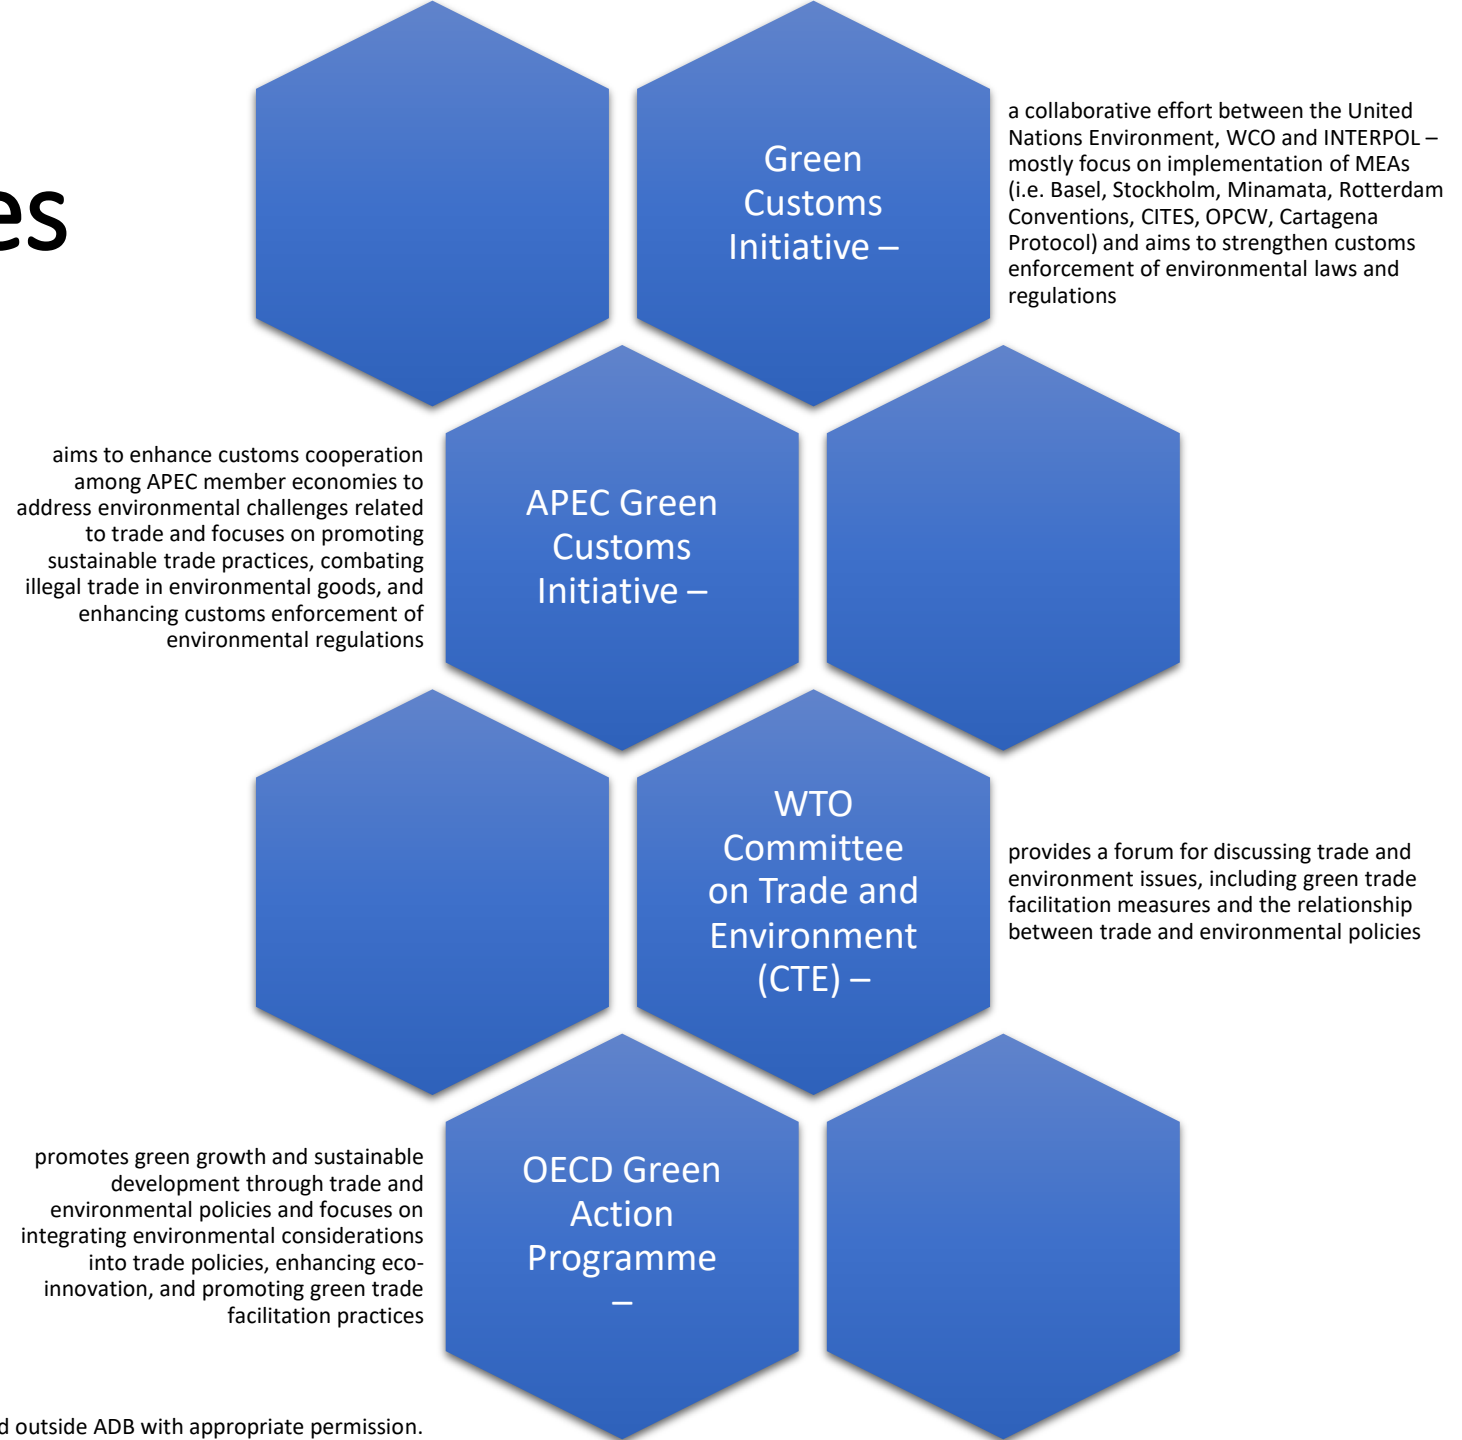 es
Green
Customs
Initiative –
a collaborative effort between the United
Nations Environment, WCO and INTERPOL –
mostly focus on implementation of MEAs
(i.e. Basel, Stockholm, Minamata, Rotterdam
Conventions, CITES, OPCW, Cartagena
Protocol) and aims to strengthen customs
enforcement of environmental laws and
regulations
aims to enhance customs cooperation
among APEC member economies to
address environmental challenges related
to trade and focuses on promoting
sustainable trade practices, combating
illegal trade in environmental goods, and
enhancing customs enforcement of
environmental regulations
APEC Green
Customs
Initiative –
WTO
Committee
on Trade and
Environment
(CTE) –
provides a forum for discussing trade and
environment issues, including green trade
facilitation measures and the relationship
between trade and environmental policies
promotes green growth and sustainable
development through trade and
environmental policies and focuses on
integrating environmental considerations
into trade policies, enhancing eco-
innovation, and promoting green trade
facilitation practices
OECD Green
Action
Programme
–
d outside ADB with appropriate permission.